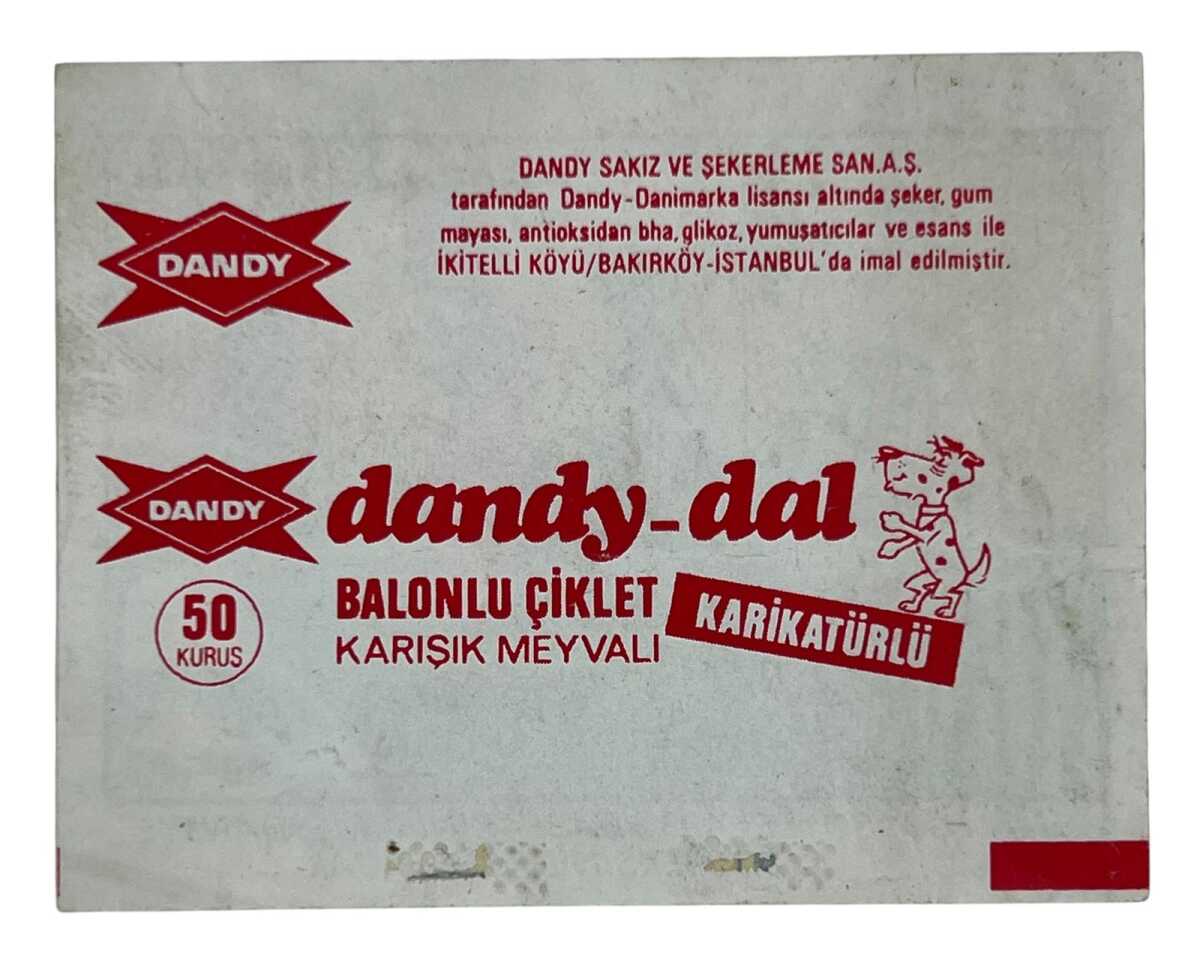 DANDY SAKIZ VE ŞEKERLEME SAN.A.Ş.
tarafından Dandy-Danimarka lisansı altında şeker, gum
mayası, antioksidan bha, glikoz, yumuşatıcılar ve esans ile
İKİTELLİ KÖYÜ/BAKIRKÖY-İSTANBUL'da imal edilmiştir.
DANDY
DANDY
dandy-dal
50
KURUŞ
BALONLU ÇİKLET
KARIŞIK MEYVALI
KARİKATÜRLÜ